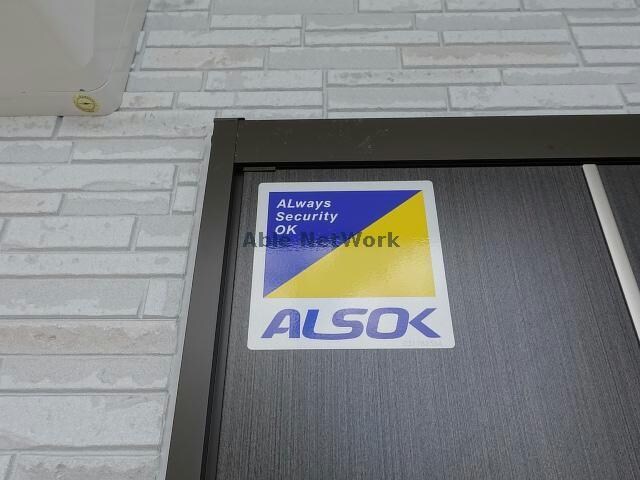 ALways
Security
OK
Able NetWork
ALSOK